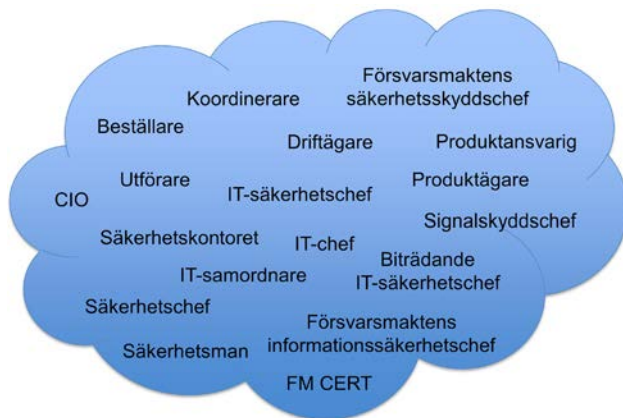 Försvarsmaktens
säkerhetsskyddschef
Koordinerare
Beställare
Driftägare
Produktansvarig
Utförare
Produktägare
CIO
IT-säkerhetschef
Signalskyddschef
Säkerhetskontoret
IT-chef
Biträdande
IT-säkerhetschef
IT-samordnare
Säkerhetschef
Försvarsmaktens
informationssäkerhetschef
Säkerhetsman
FM CERT